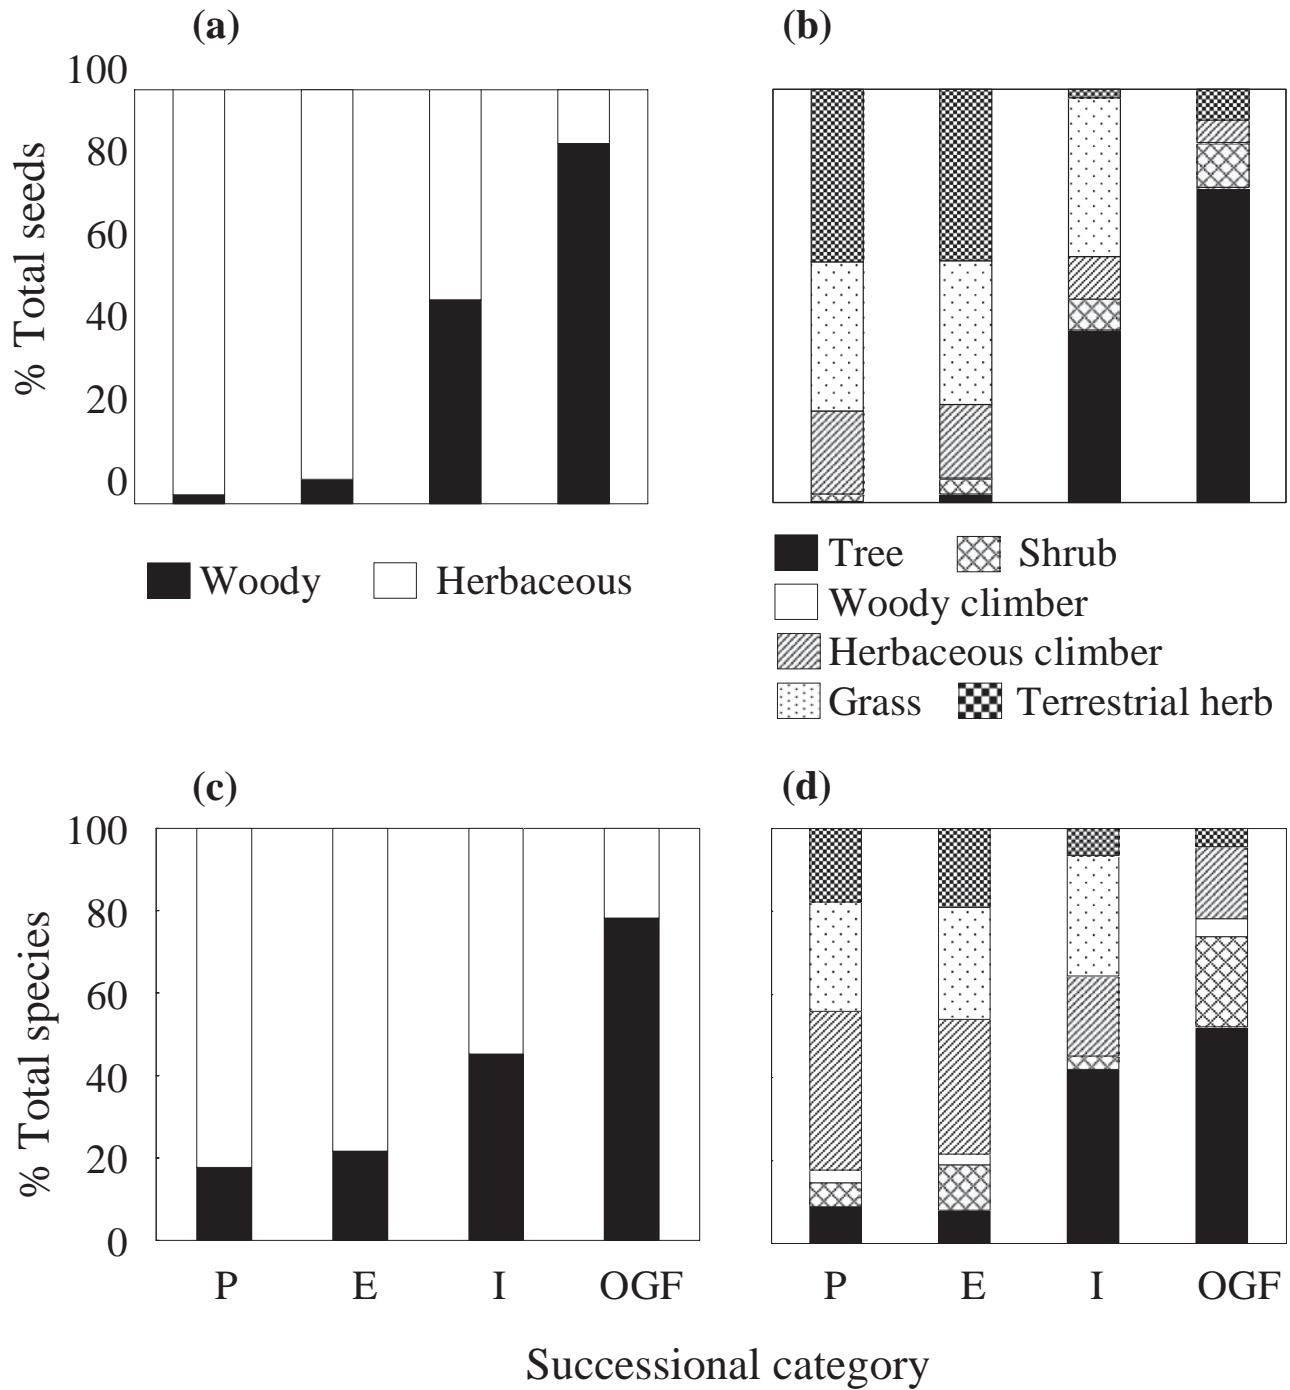 (a)
(b)
100
80
60
40
20
0
% Total seeds
Woody Herbaceous
Tree Shrub
Woody climber
Herbaceous climber
Grass Terrestrial herb
(c)
(d)
100
80
60
40
20
0
% Total species
P E I OGF
P E I OGF
Successional category